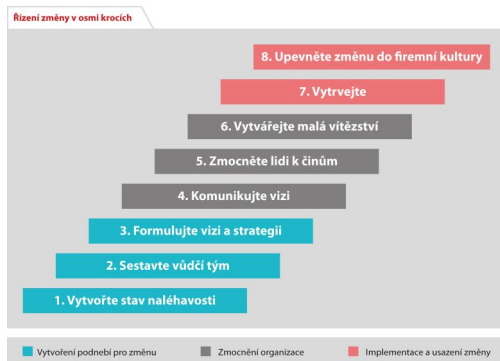 Řízení změny v osmi krocích
8. Upevněte změnu do firemní kultury
7. Vytrvejte
6. Vytvářejte malá vítězství
5. Zmocněte lidi k činům
4. Komunikujte vizi
3. Formulujte vizi a strategii
2. Sestavte vůdčí tým
1. Vytvořte stav naléhavosti
Vytvoření podnebí pro změnu
Zmocnění organizace
Implementace a usazení změny